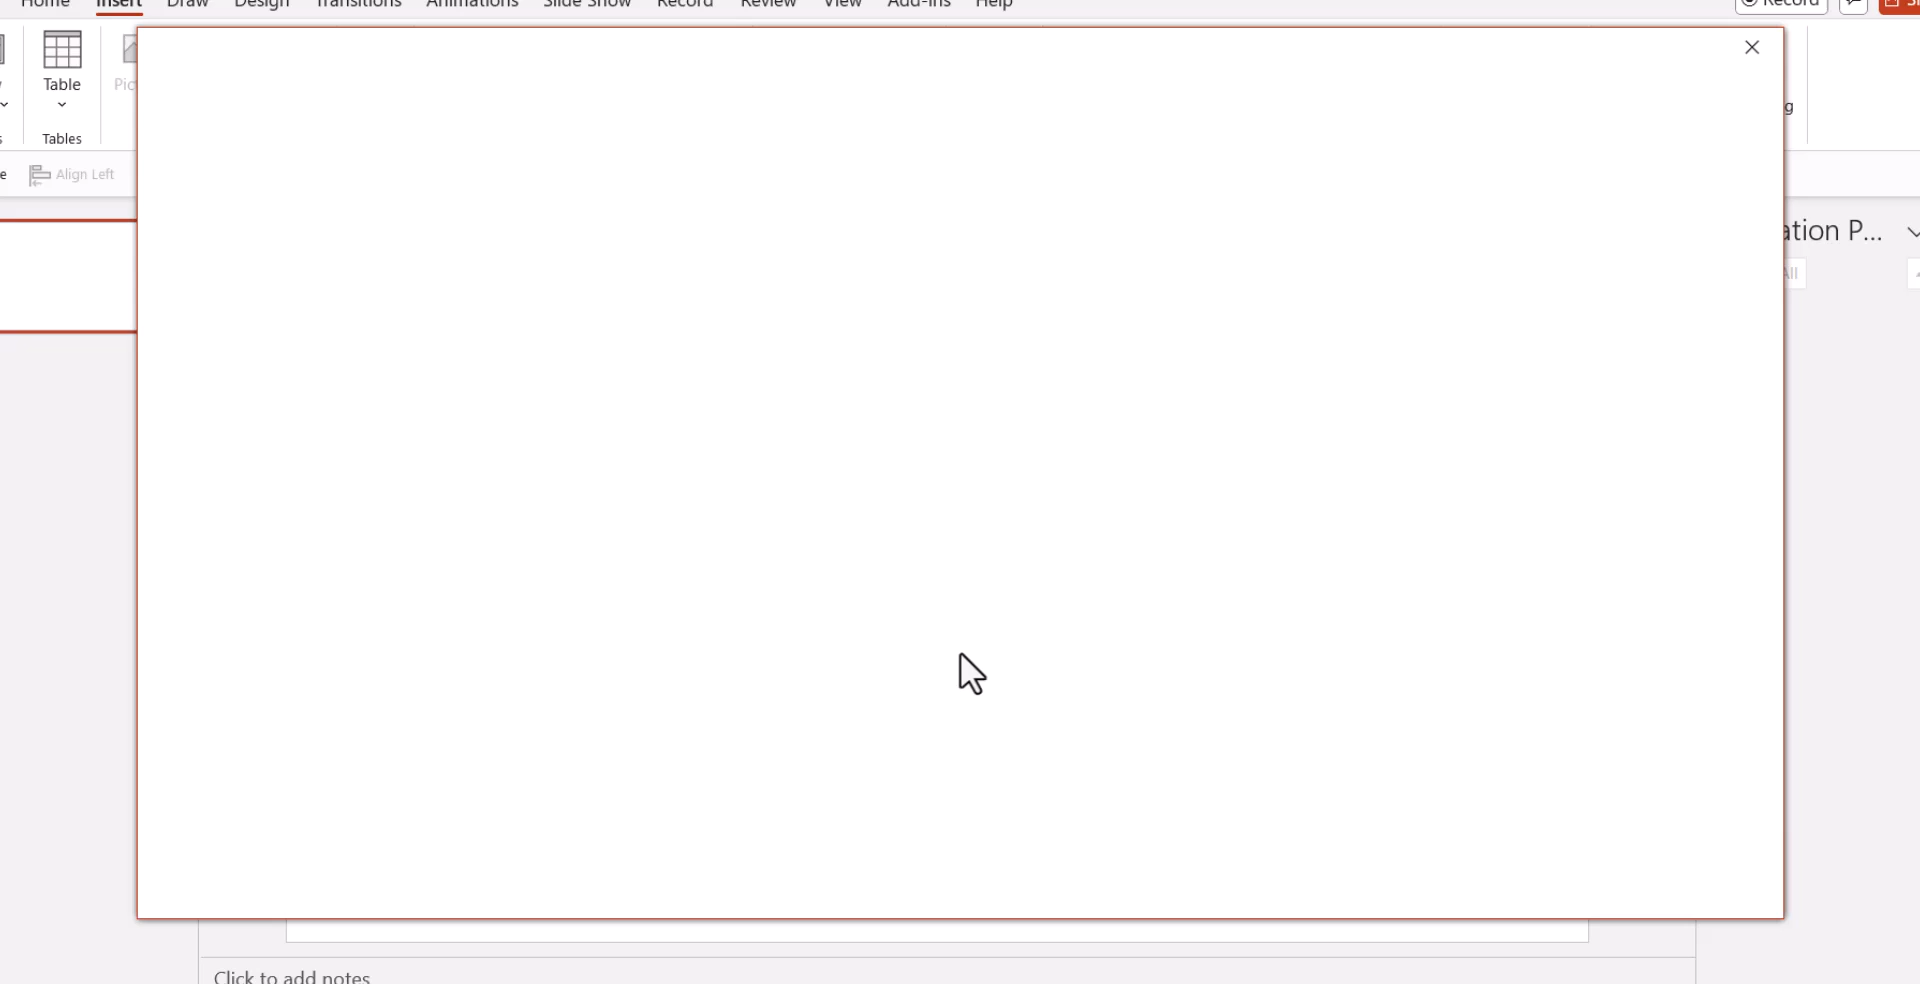 Home Insert Draw Design Transitions Animations Slide Show Record Review View Add-ins Help Record
Table
Tables
Align Left
ation P...
All
Click to add notes